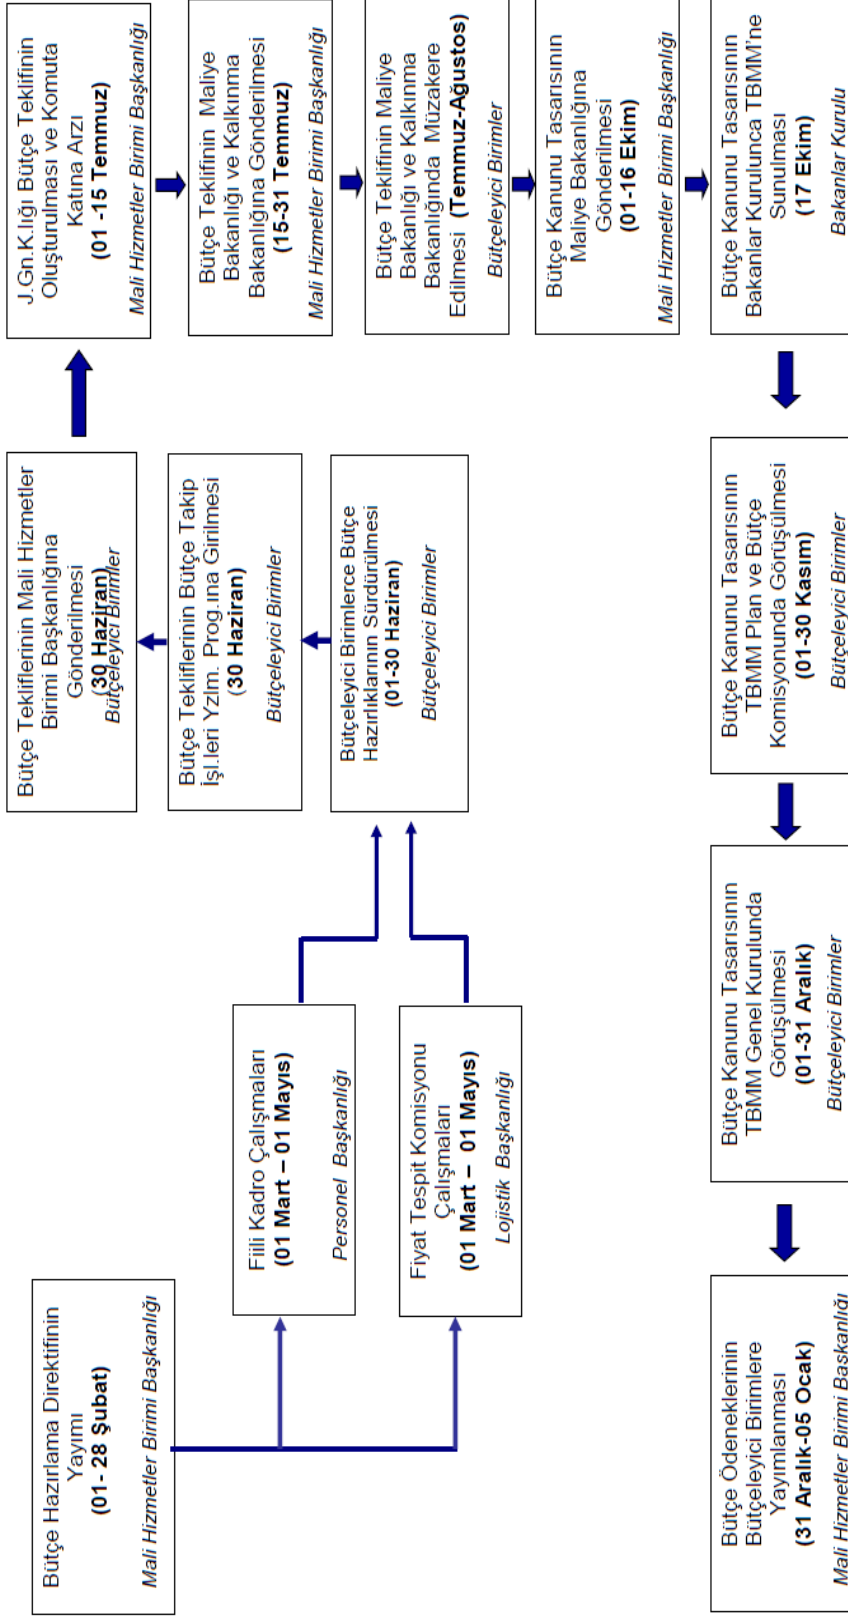 Bütçe Hazırlama Direktifinin
Yayımı
(01- 28 Şubat)
Mali Hizmetler Birimi Başkanlığı
Fiili Kadro Çalışmaları
(01 Mart – 01 Mayıs)
Personel Başkanlığı
Fiyat Tespit Komisyonu
Çalışmaları
(01 Mart – 01 Mayıs)
Lojistik Başkanlığı
Bütçeleyici Birimlerce Bütçe
Hazırlıklarının Sürdürülmesi
(01-30 Haziran)
Bütçeleyici Birimler
Bütçe Tekliflerinin Bütçe Takip
İşl.leri Yzlm. Prog.ına Girilmesi
(30 Haziran)
Bütçeleyici Birimler
Bütçe Tekliflerinin Mali Hizmetler
Birimi Başkanlığına
Gönderilmesi
(30 Haziran)
Bütçeleyici Birimler
J.Gn.K.lığı Bütçe Teklifinin
Oluşturulması ve Komuta
Katına Arzı
(01 -15 Temmuz)
Mali Hizmetler Birimi Başkanlığı
Bütçe Teklifinin Maliye
Bakanlığı ve Kalkınma
Bakanlığına Gönderilmesi
(15-31 Temmuz)
Mali Hizmetler Birimi Başkanlığı
Bütçe Teklifinin Maliye
Bakanlığı ve Kalkınma
Bakanlığında Müzakere
Edilmesi (Temmuz-Ağustos)
Bütçeleyici Birimler
Bütçe Kanunu Tasarısının
Maliye Bakanlığına
Gönderilmesi
(01-16 Ekim)
Mali Hizmetler Birimi Başkanlığı
Bütçe Kanunu Tasarısının
Bakanlar Kurulunca TBMM’ne
Sunulması
(17 Ekim)
Bakanlar Kurulu
Bütçe Kanunu Tasarısının
TBMM Plan ve Bütçe
Komisyonunda Görüşülmesi
(01-30 Kasım)
Bütçeleyici Birimler
Bütçe Kanunu Tasarısının
TBMM Genel Kurulunda
Görüşülmesi
(01-31 Aralık)
Bütçeleyici Birimler
Bütçe Ödeneklerinin
Bütçeleyici Birimlere
Yayımlanması
(31 Aralık-05 Ocak)
Mali Hizmetler Birimi Başkanlığı